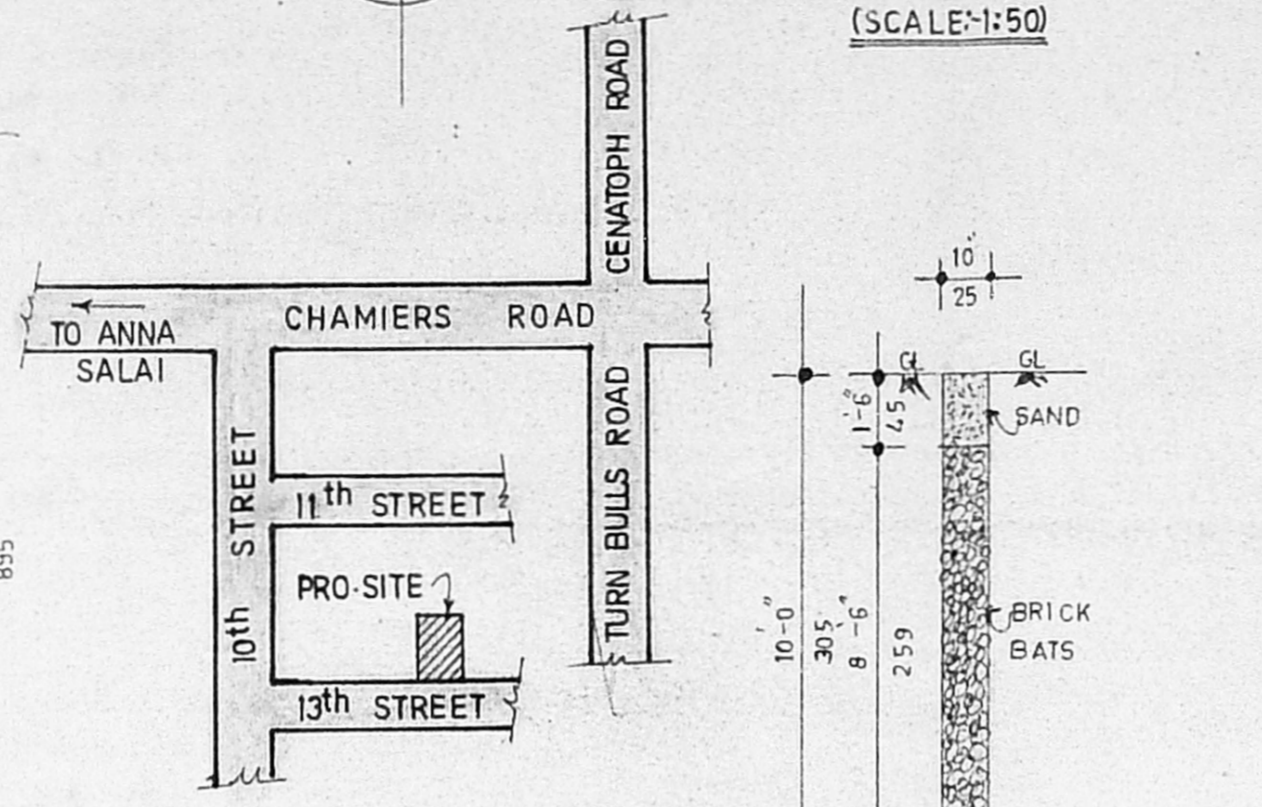 (SCALE:-1:50)
CENATOPH ROAD
CHAMIERS ROAD
TO ANNA
SALAI
10th STREET
11th STREET
PRO-SITE
13th STREET
TURN BULLS ROAD
895
10"
25
GL
GL
1'-6"
45
SAND
10'-0"
305
8'-6"
259
BRICK
BATS